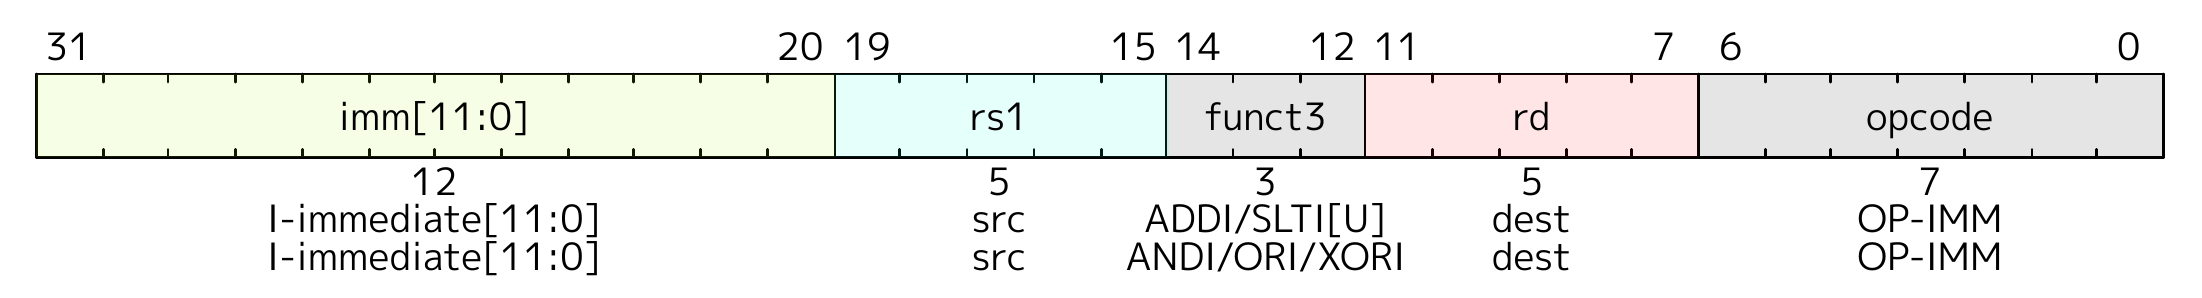 31 20 19 15 14 12 11 7 6 0
imm[11:0] rs1 funct3 rd opcode
12 5 3 5 7
I-immediate[11:0] src ADDI/SLTI[U] dest OP-IMM
I-immediate[11:0] src ANDI/ORI/XORI dest OP-IMM